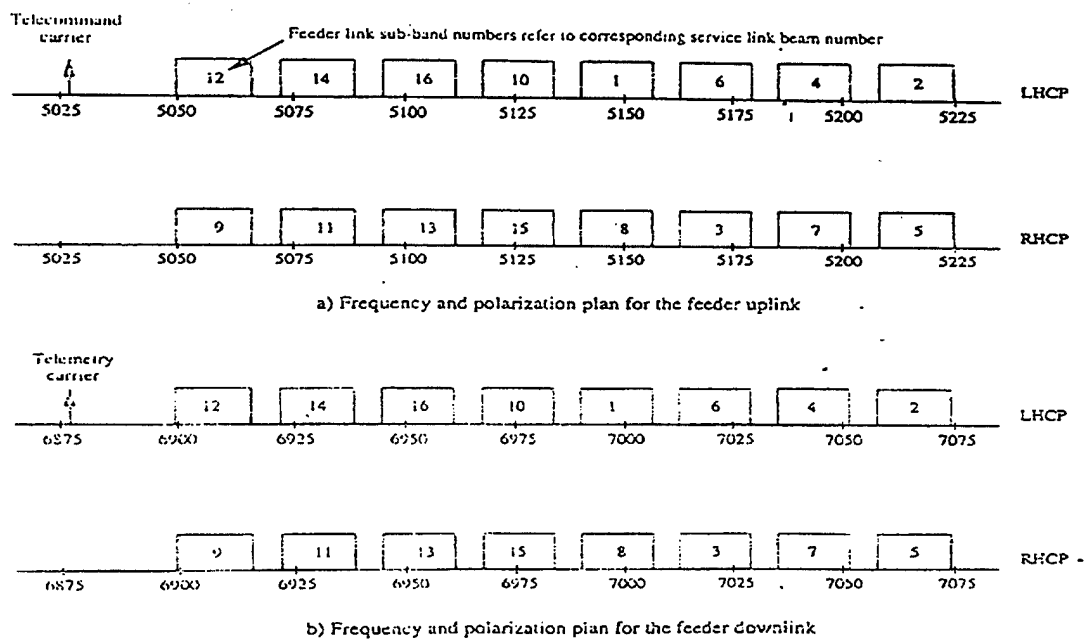 Telecommand
carrier
Feeder link sub-band numbers refer to corresponding service link beam number
12 14 16 10 1 6 4 2
LHCP
5025 5050 5075 5100 5125 5150 5175 5200 5225
9 11 13 15 8 3 7 5
RHCP
5025 5050 5075 5100 5125 5150 5175 5200 5225
a) Frequency and polarization plan for the feeder uplink
Telemetry
carrier
12 14 16 10 1 6 4 2
LHCP
6875 6900 6925 6950 6975 7000 7025 7050 7075
9 11 13 15 8 3 7 5
RHCP
6875 6900 6925 6950 6975 7000 7025 7050 7075
b) Frequency and polarization plan for the feeder downlink